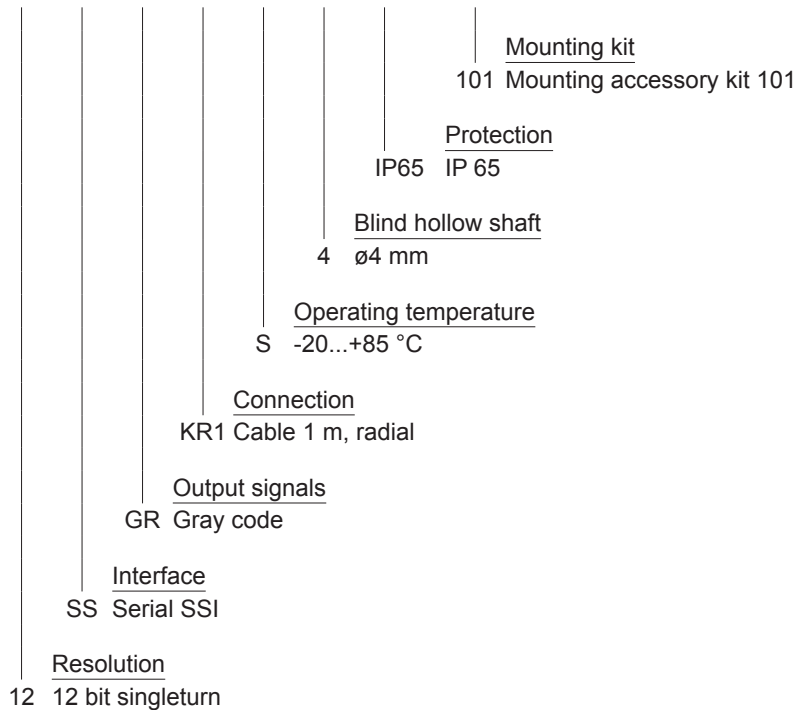 Mounting kit
101 Mounting accessory kit 101
Protection
IP65 IP 65
Blind hollow shaft
4 ø4 mm
Operating temperature
S -20...+85 °C
Connection
KR1 Cable 1 m, radial
Output signals
GR Gray code
Interface
SS Serial SSI
Resolution
12 12 bit singleturn